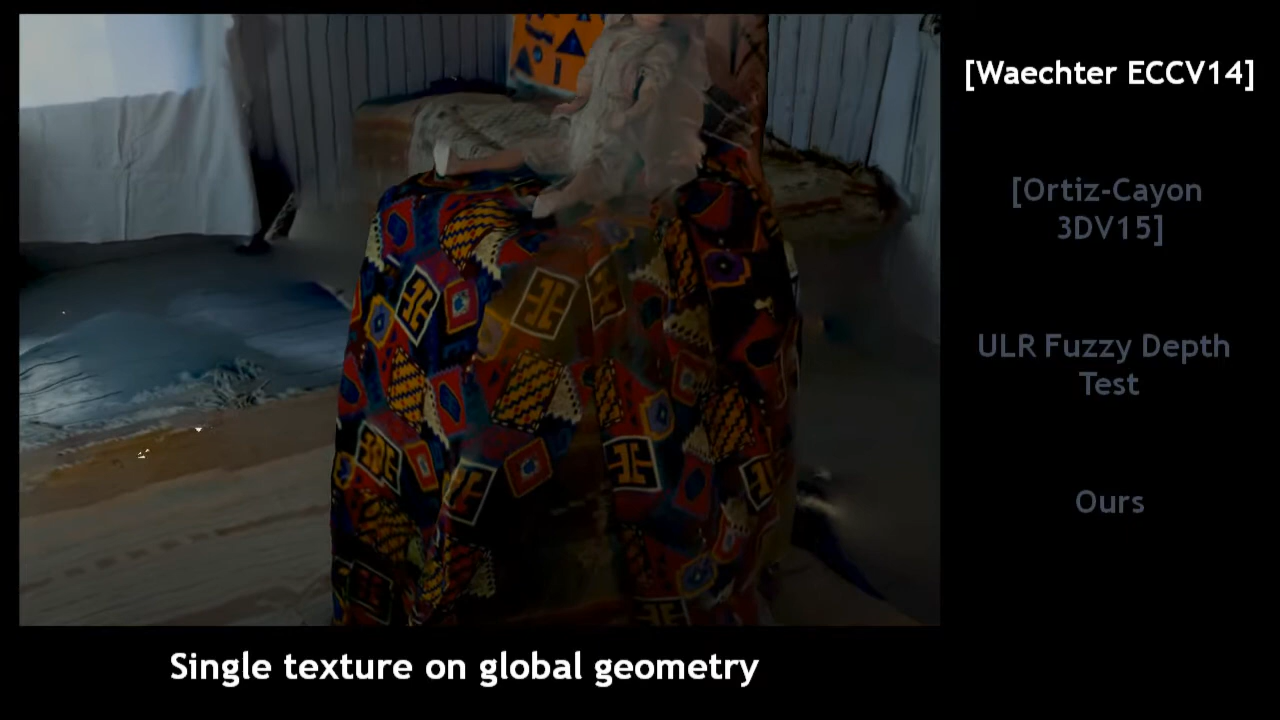 [Waechter ECCV14]
[Ortiz-Cayon
3DV15]
ULR Fuzzy Depth
Test
Ours
Single texture on global geometry